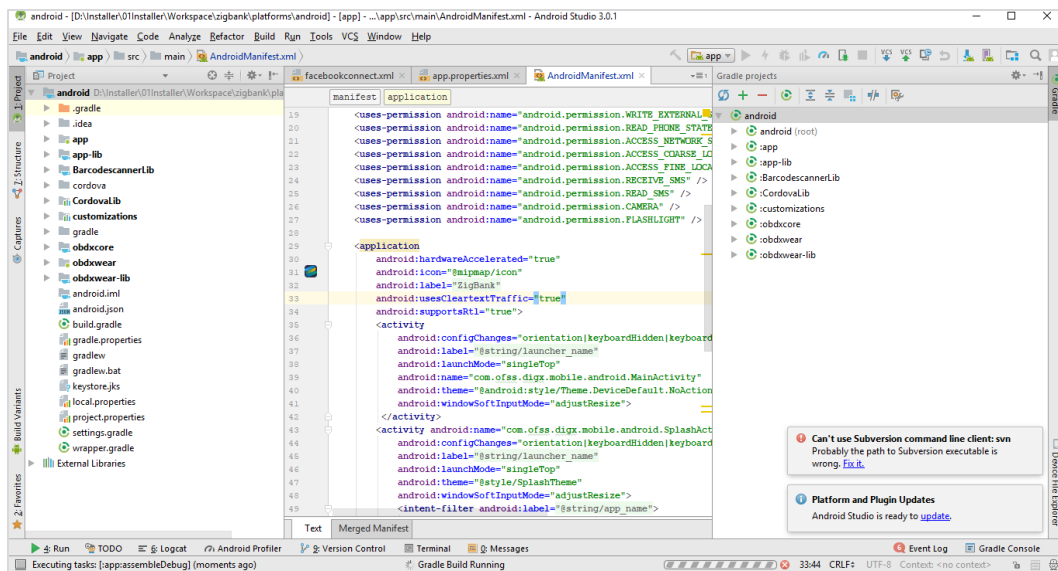 android - [D:\Installer\01Installer\Workspace\zigbank\platforms\android] - [app] - ...\app\src\main\AndroidManifest.xml - Android Studio 3.0.1
File Edit View Navigate Code Analyze Refactor Build Run Tools VCS Window Help
android app src main AndroidManifest.xml
app
VCS VCS
Project
facebookconnect.xml
app.properties.xml
AndroidManifest.xml
Gradle projects
1: Project
Z: Structure
Captures
Build Variants
2: Favorites
android D:\Installer\01Installer\Workspace\zigbank\pla
.gradle
.idea
app
app-lib
BarcodescannerLib
cordova
CordovaLib
customizations
gradle
obdxcore
obdxwear
obdxwear-lib
android.iml
android.json
build.gradle
gradle.properties
gradlew
gradlew.bat
keystore.jks
local.properties
project.properties
settings.gradle
wrapper.gradle
External Libraries
manifest application
19 <uses-permission android:name="android.permission.WRITE_EXTERNAL_
20 <uses-permission android:name="android.permission.READ_PHONE_STATE
21 <uses-permission android:name="android.permission.ACCESS_NETWORK_S
22 <uses-permission android:name="android.permission.ACCESS_COARSE_LO
23 <uses-permission android:name="android.permission.ACCESS_FINE_LOCA
24 <uses-permission android:name="android.permission.RECEIVE_SMS" />
25 <uses-permission android:name="android.permission.READ_SMS" />
26 <uses-permission android:name="android.permission.CAMERA" />
27 <uses-permission android:name="android.permission.FLASHLIGHT" />
28
29 <application
30 android:hardwareAccelerated="true"
31 android:icon="@mipmap/icon"
32 android:label="ZigBank"
33 android:usesCleartextTraffic="true"
34 android:supportsRtl="true">
35 <activity
36 android:configChanges="orientation|keyboardHidden|keyboard
37 android:label="@string/launcher_name"
38 android:launchMode="singleTop"
39 android:name="com.ofss.digx.mobile.android.MainActivity"
40 android:theme="@android:style/Theme.DeviceDefault.NoAction
41 android:windowSoftInputMode="adjustResize">
42 </activity>
43 <activity android:name="com.ofss.digx.mobile.android.SplashAct
44 android:configChanges="orientation|keyboardHidden|keyboard
45 android:label="@string/launcher_name"
46 android:launchMode="singleTop"
47 android:theme="@style/SplashTheme"
48 android:windowSoftInputMode="adjustResize">
49 <intent-filter android:label="@string/app_name">
Text Merged Manifest
android
android (root)
:app
:app-lib
:BarcodescannerLib
:CordovaLib
:customizations
:obdxcore
:obdxwear
:obdxwear-lib
Gradle
Device File Explorer
Can't use Subversion command line client: svn
Probably the path to Subversion executable is
wrong. Fix it.
Platform and Plugin Updates
Android Studio is ready to update.
4: Run TODO 6: Logcat Android Profiler 9: Version Control Terminal 0: Messages Event Log Gradle Console
Executing tasks: [:app:assembleDebug] (moments ago) Gradle Build Running 33:44 CRLF UTF-8 Context: <no context>